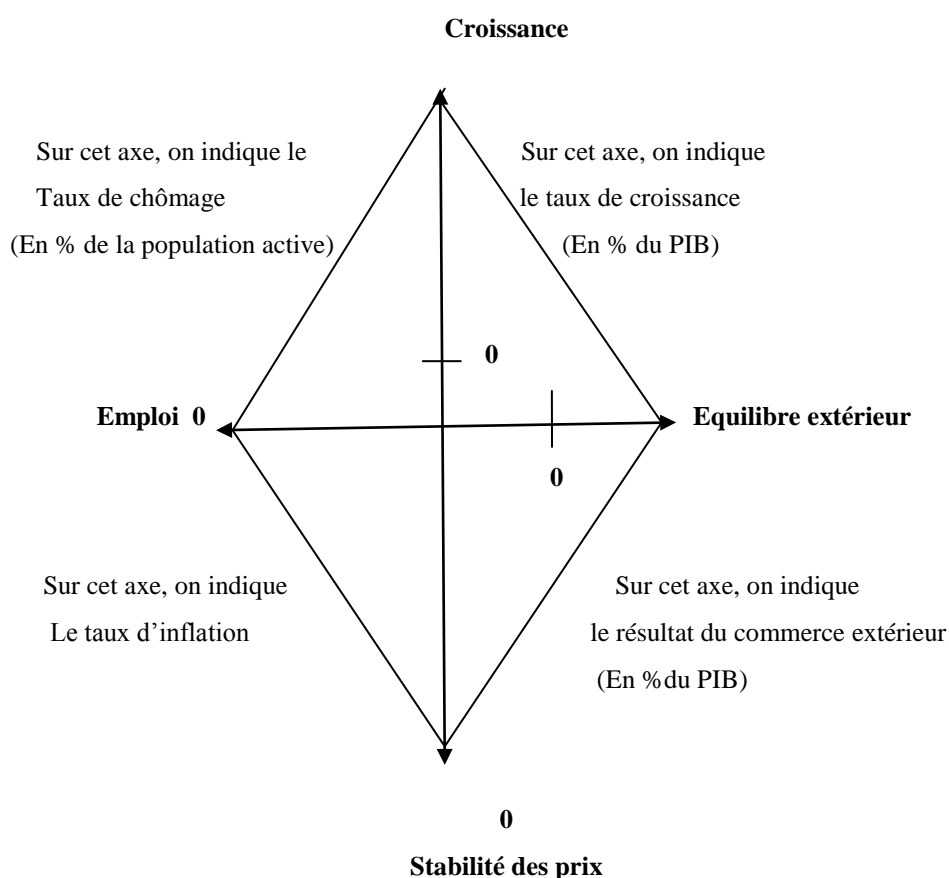 Croissance
Sur cet axe, on indique le
Taux de chômage
(En % de la population active)
Sur cet axe, on indique
le taux de croissance
(En % du PIB)
0
Emploi 0
Equilibre extérieur
0
Sur cet axe, on indique
Le taux d’inflation
Sur cet axe, on indique
le résultat du commerce extérieur
(En %du PIB)
0
Stabilité des prix